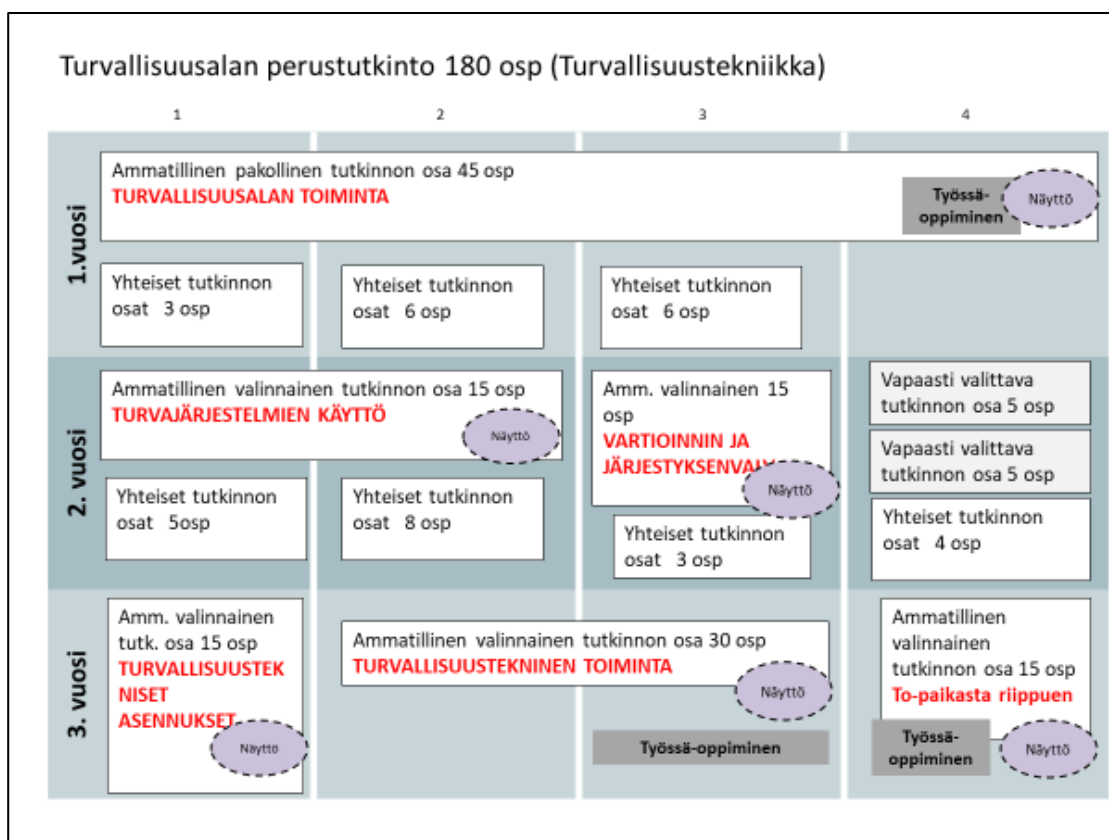 Turvallisuusalan perustutkinto 180 osp (Turvallisuustekniikka)
1
2
3
4
1.vuosi
Ammatillinen pakollinen tutkinnon osa 45 osp
TURVALLISUUSALAN TOIMINTA
Työssä-
oppiminen
Näyttö
Yhteiset tutkinnon
osat 3 osp
Yhteiset tutkinnon
osat 6 osp
Yhteiset tutkinnon
osat 6 osp
2. vuosi
Ammatillinen valinnainen tutkinnon osa 15 osp
TURVAJÄRJESTELMIEN KÄYTTÖ
Näyttö
Amm. valinnainen 15
osp
VARTIOINNIN JA
Näyttö
Vapaasti valittava
tutkinnon osa 5 osp
Vapaasti valittava
tutkinnon osa 5 osp
Yhteiset tutkinnon
osat 5osp
Yhteiset tutkinnon
osat 8 osp
Yhteiset tutkinnon
osat 3 osp
Yhteiset tutkinnon
osat 4 osp
3. vuosi
Amm. valinnainen
tutk. osa 15 osp
TURVALLISUUSTEK
NISET
ASENNUKSET
Näyttö
Ammatillinen valinnainen tutkinnon osa 30 osp
TURVALLISUUSTEKNINEN TOIMINTA
Näyttö
Työssä-oppiminen
Ammatillinen
valinnainen
tutkinnon osa 15 osp
To-paikasta riippuen
Työssä-
oppiminen
Näyttö